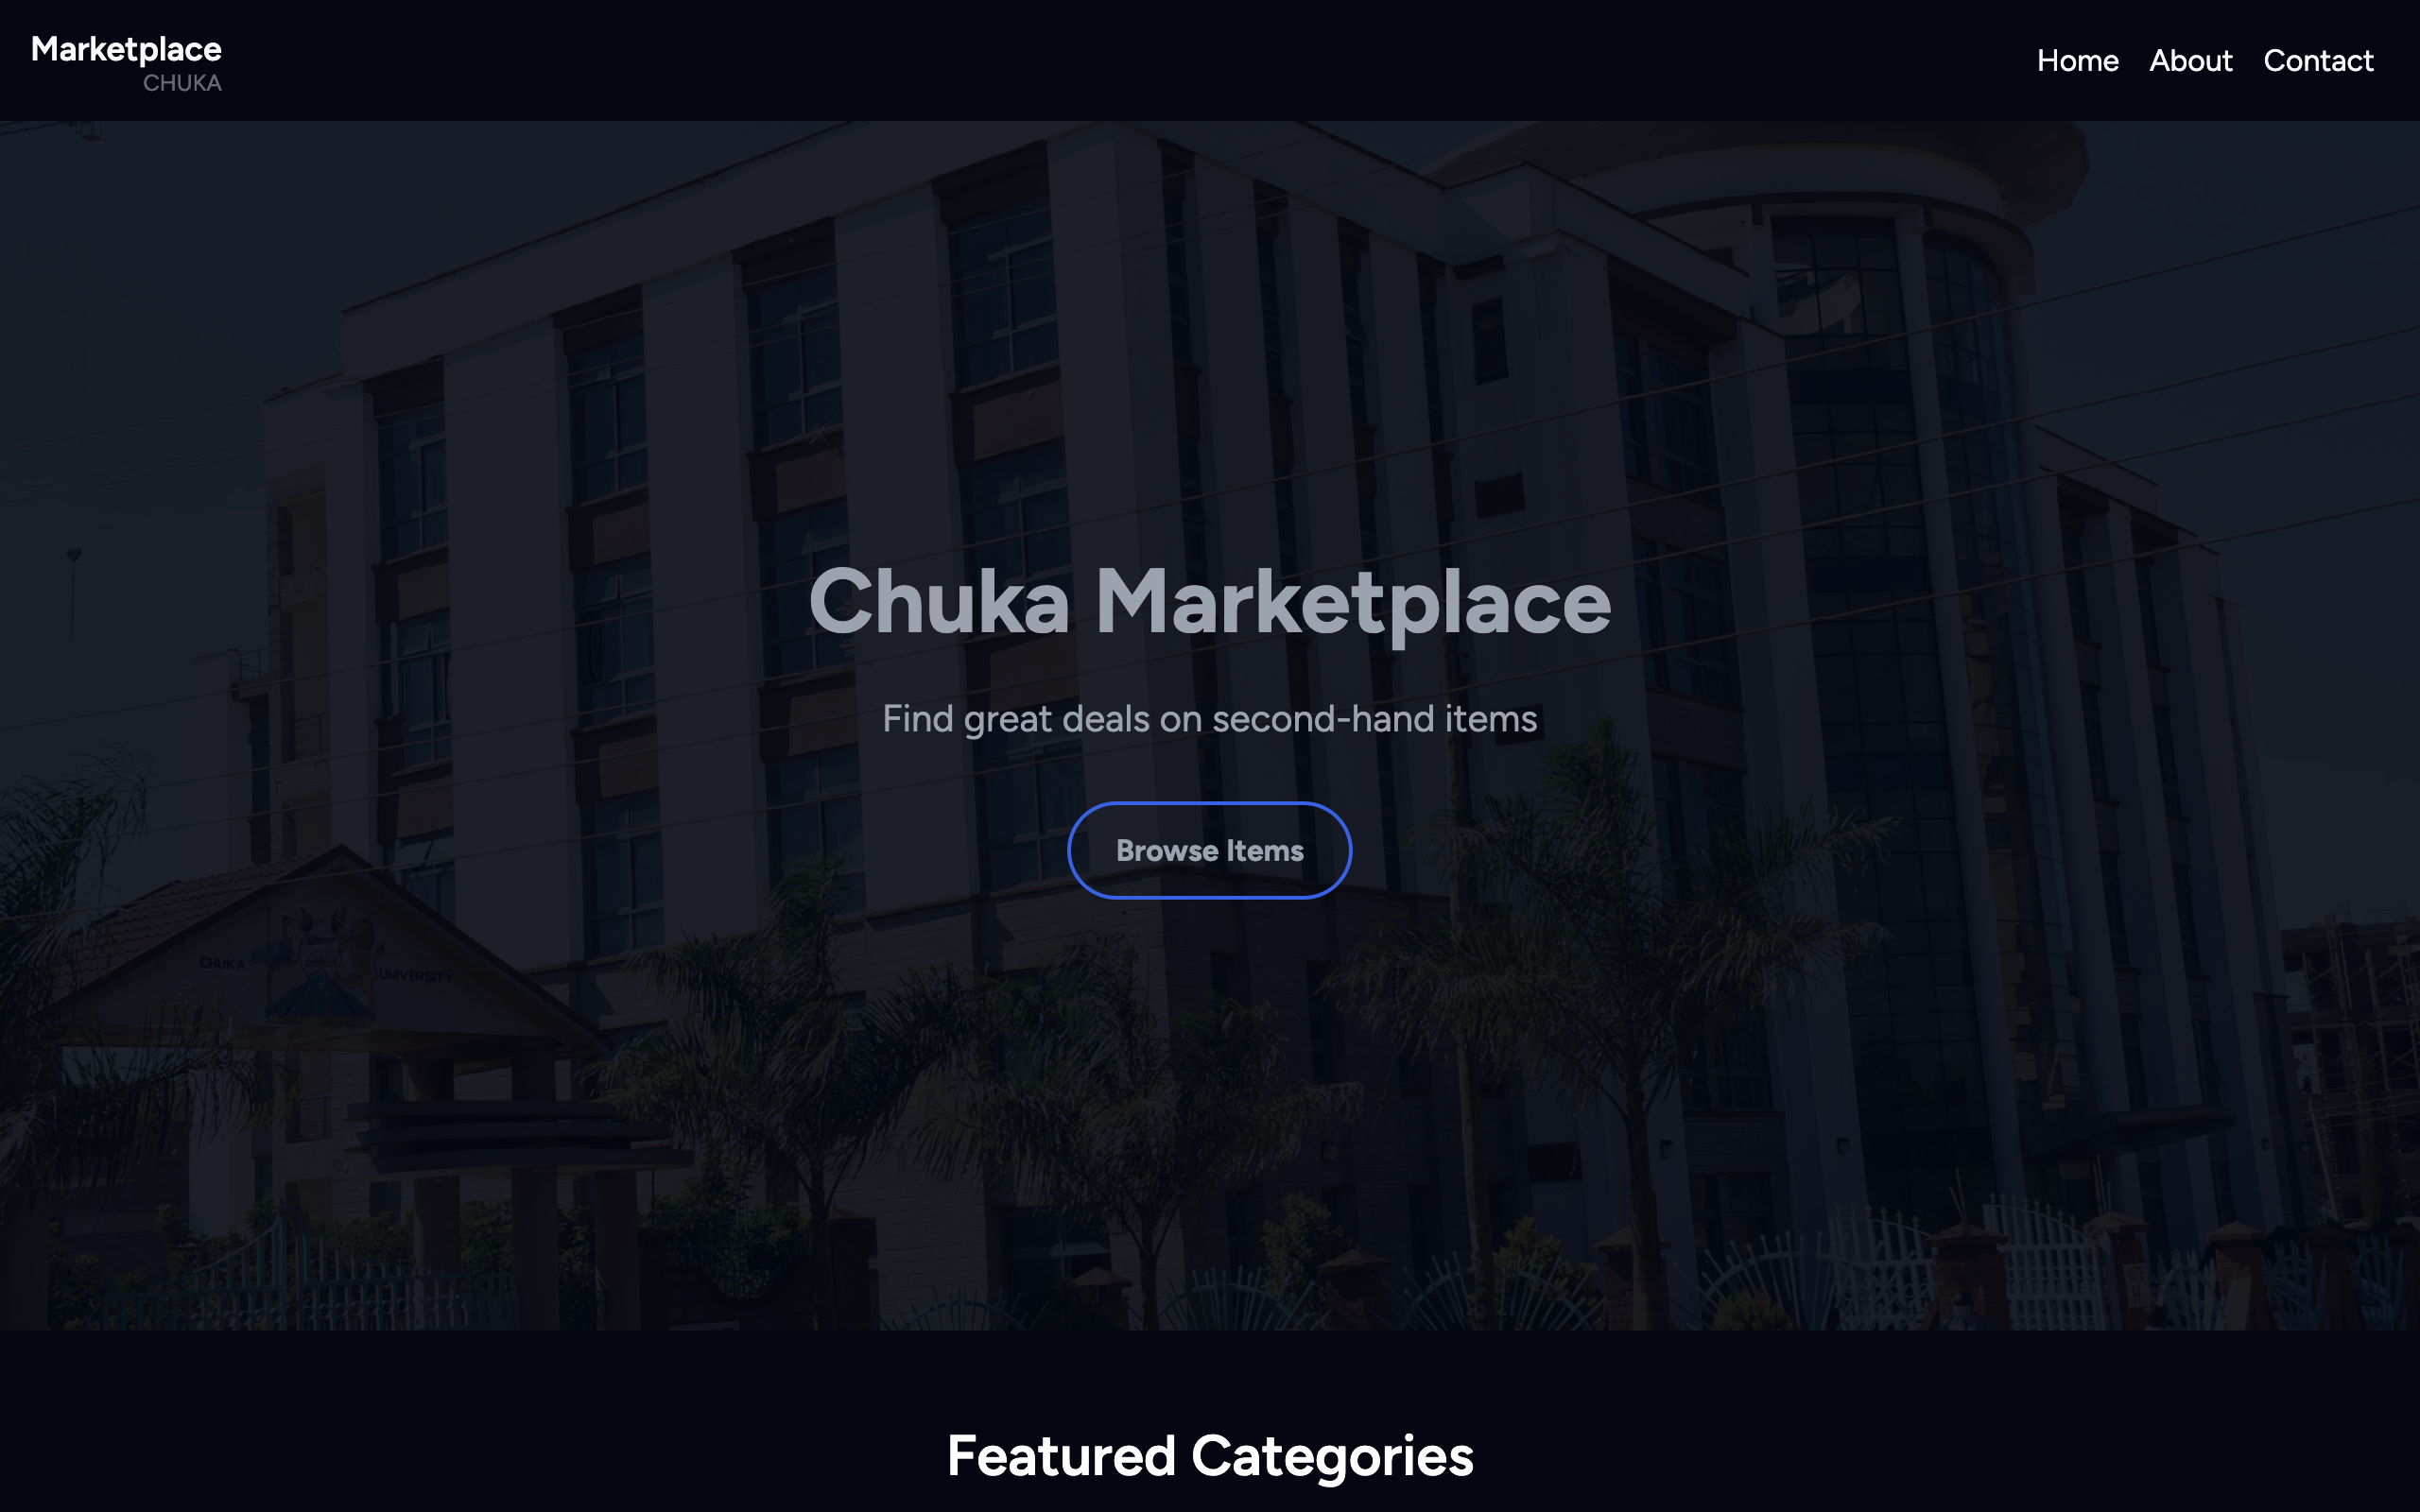 Marketplace
CHUKA
Home About Contact
Chuka Marketplace
Find great deals on second-hand items
Browse Items
CHUKA UNIVERSITY
Featured Categories